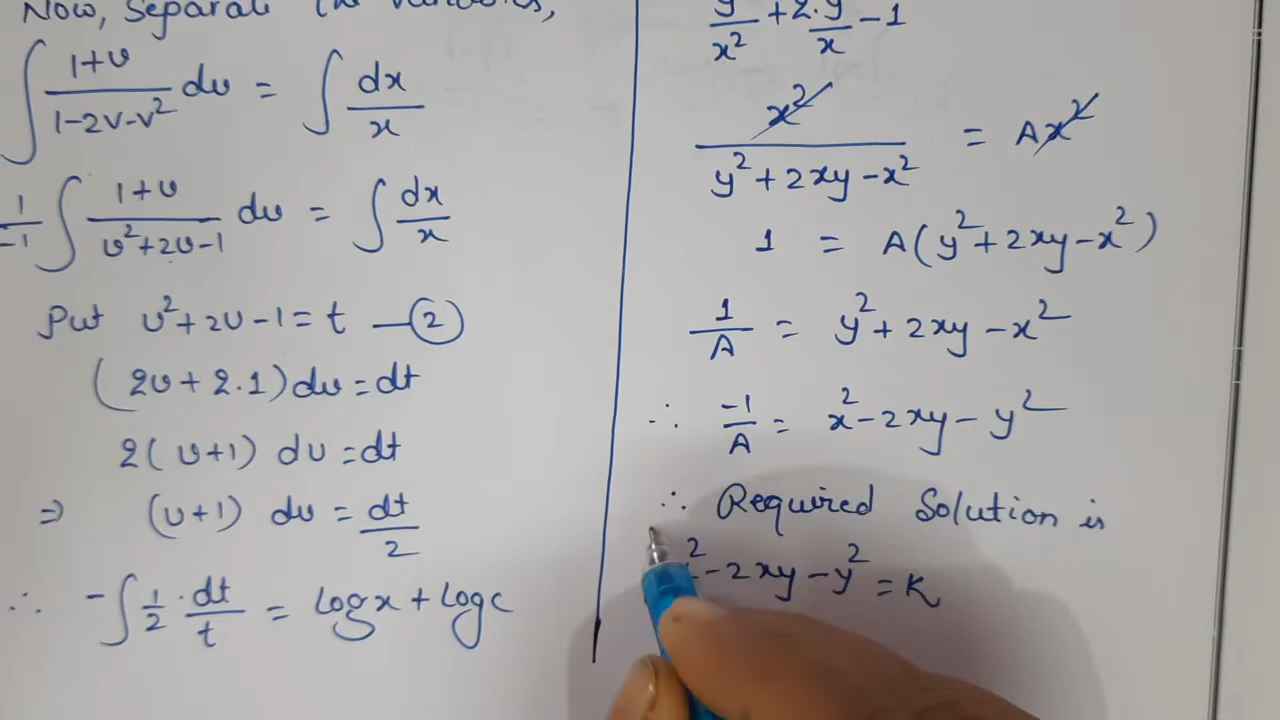 Now, Separate the variables,
∫ 1+v/1-2v-v² dv = ∫ dx/x
1/-1 ∫ 1+v/v²+2v-1 dv = ∫ dx/x
Put v²+2v-1 = t —②
(2v+2.1) dv = dt
2(v+1) dv = dt
⇒ (v+1) dv = dt/2
∴ -∫ 1/2 · dt/t = log x + log c
x² + 2·y/x - 1
x²/y²+2xy-x² = Ax²
1 = A(y²+2xy-x²)
1/A = y²+2xy-x²
∴ -1/A = x²-2xy-y²
∴ Required Solution is
²-2xy-y² = K